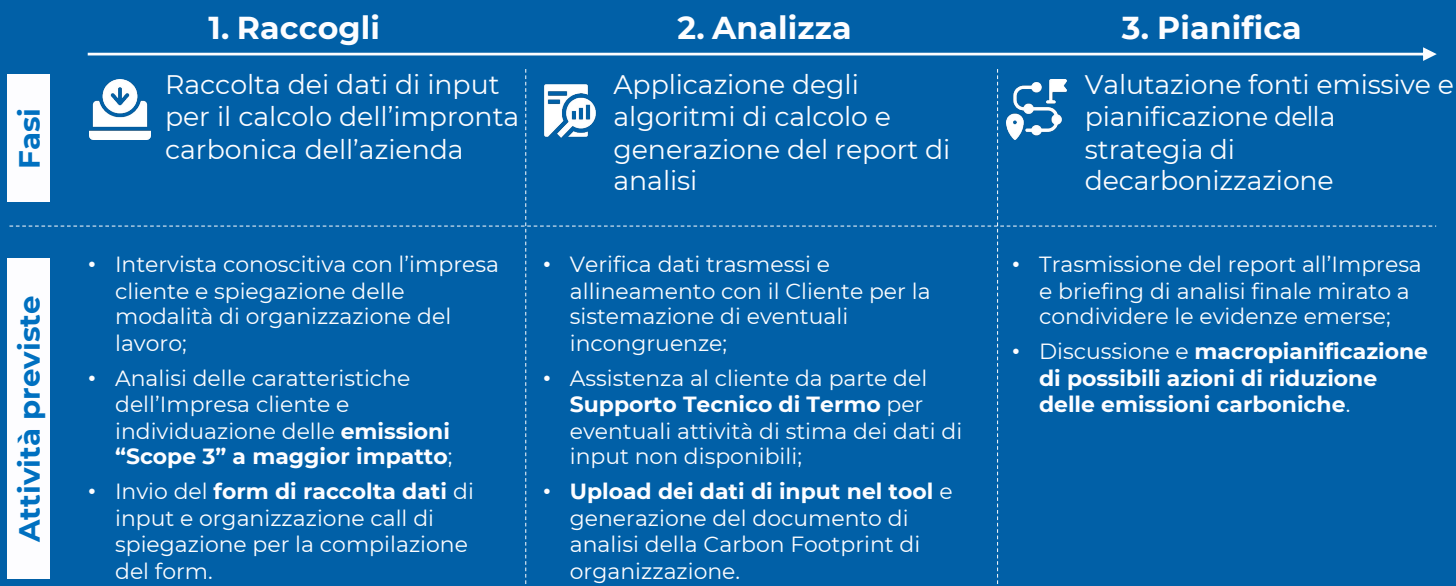 1. Raccogli
2. Analizza
3. Pianifica
Fasi
Raccolta dei dati di input
per il calcolo dell'impronta
carbonica dell'azienda
Applicazione degli
algoritmi di calcolo e
generazione del report di
analisi
Valutazione fonti emissive e
pianificazione della
strategia di
decarbonizzazione
Attività previste
• Intervista conoscitiva con l'impresa
cliente e spiegazione delle
modalità di organizzazione del
lavoro;
• Analisi delle caratteristiche
dell'Impresa cliente e
individuazione delle emissioni
“Scope 3” a maggior impatto;
• Invio del form di raccolta dati di
input e organizzazione call di
spiegazione per la compilazione
del form.
• Verifica dati trasmessi e
allineamento con il Cliente per la
sistemazione di eventuali
incongruenze;
• Assistenza al cliente da parte del
Supporto Tecnico di Termo per
eventuali attività di stima dei dati di
input non disponibili;
• Upload dei dati di input nel tool e
generazione del documento di
analisi della Carbon Footprint di
organizzazione.
• Trasmissione del report all'Impresa
e briefing di analisi finale mirato a
condividere le evidenze emerse;
• Discussione e macropianificazione
di possibili azioni di riduzione
delle emissioni carboniche.